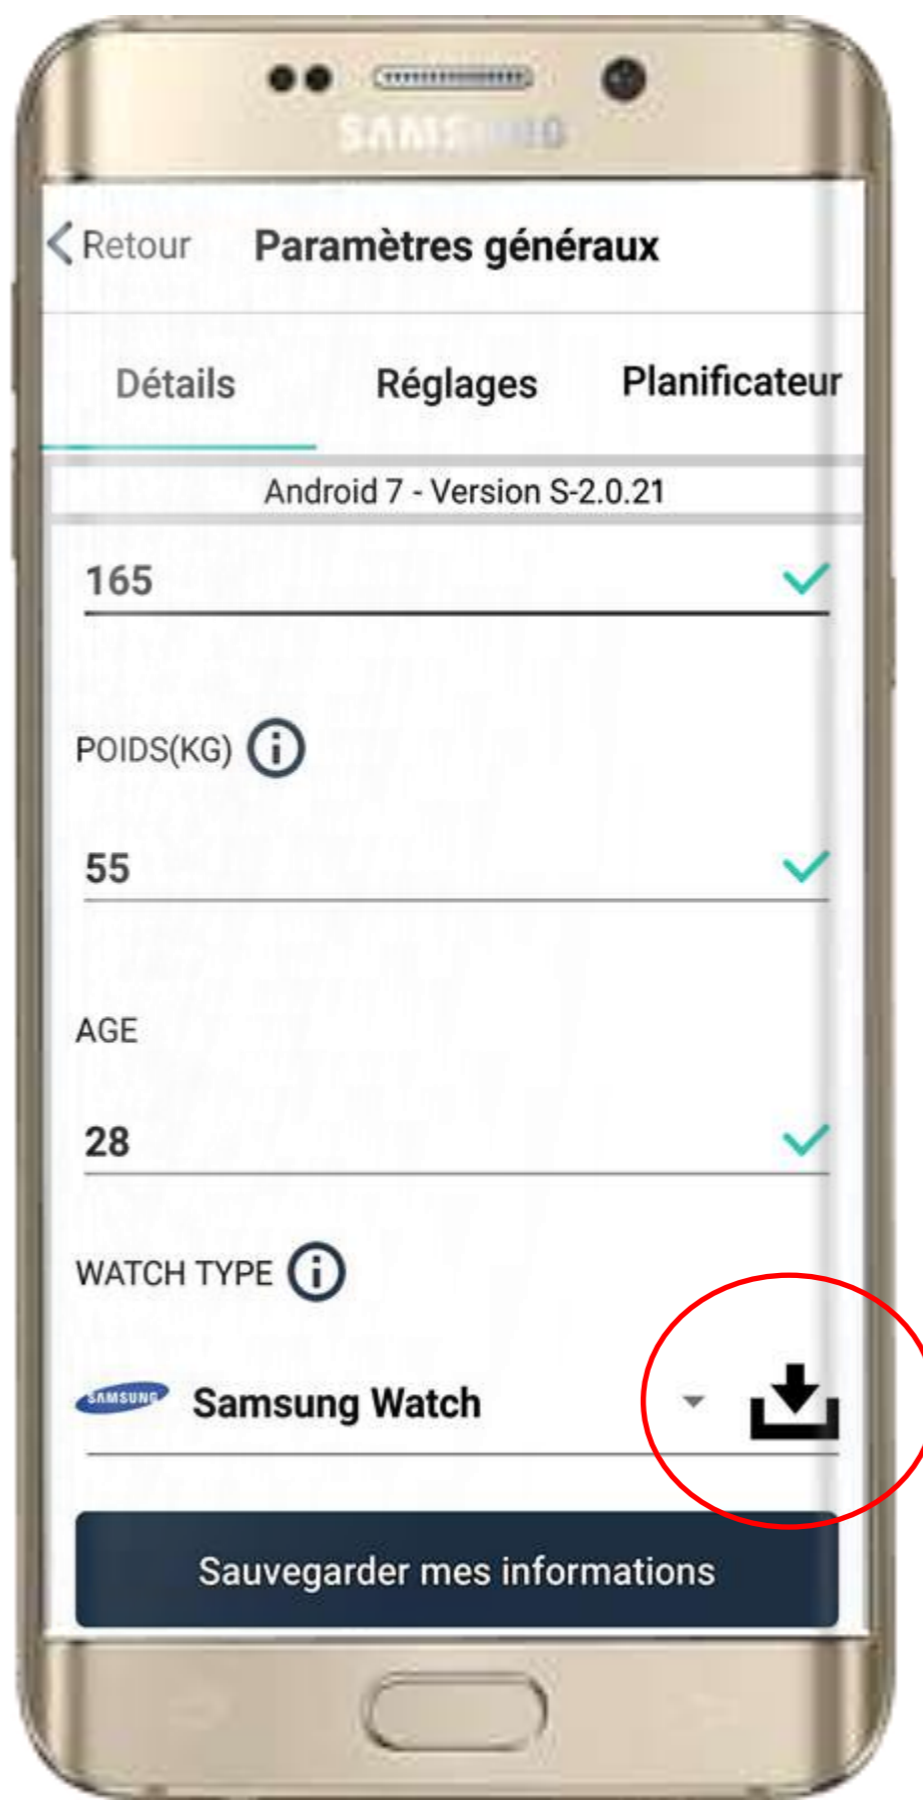 SAMSUNG
Retour Paramètres généraux
Détails Réglages Planificateur
Android 7 - Version S-2.0.21
165
POIDS(KG)
55
AGE
28
WATCH TYPE
SAMSUNG Samsung Watch
Sauvegarder mes informations